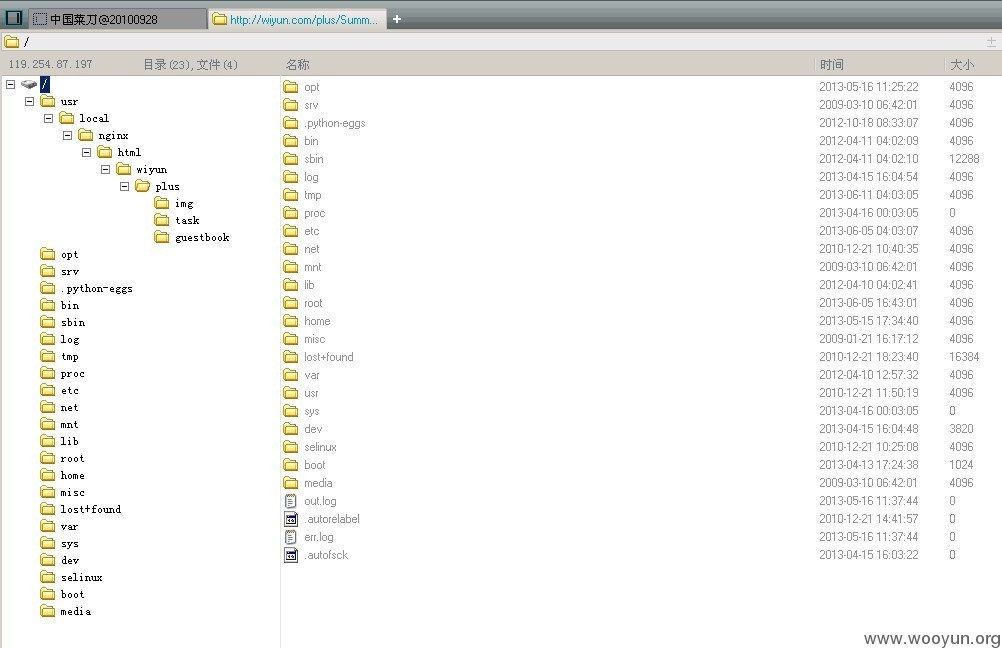 中国菜刀@20100928 http://wiyun.com/plus/Summ... +
/
119.254.87.197 目录(23),文件(4) 名称 时间 大小
/
usr
local
nginx
html
wiyun
plus
img
task
guestbook
opt
srv
.python-eggs
bin
sbin
log
tmp
proc
etc
net
mnt
lib
root
home
misc
lost+found
var
sys
dev
selinux
boot
media
opt 2013-05-16 11:25:22 4096
srv 2009-03-10 06:42:01 4096
.python-eggs 2012-10-18 08:33:07 4096
bin 2012-04-11 04:02:09 4096
sbin 2012-04-11 04:02:10 12288
log 2013-04-15 16:04:54 4096
tmp 2013-06-11 04:03:05 4096
proc 2013-04-16 00:03:05 0
etc 2013-06-05 04:03:07 4096
net 2010-12-21 10:40:35 4096
mnt 2009-03-10 06:42:01 4096
lib 2012-04-10 04:02:41 4096
root 2013-06-05 16:43:01 4096
home 2013-05-15 17:34:40 4096
misc 2009-01-21 16:17:12 4096
lost+found 2010-12-21 18:23:40 16384
var 2012-04-10 12:57:32 4096
usr 2010-12-21 11:50:19 4096
sys 2013-04-16 00:03:05 0
dev 2013-04-15 16:04:48 3820
selinux 2010-12-21 10:25:08 4096
boot 2013-04-13 17:24:38 1024
media 2009-03-10 06:42:01 4096
out.log 2013-05-16 11:37:44 0
.autorelabel 2010-12-21 14:41:57 0
err.log 2013-05-16 11:37:44 0
.autofsck 2013-04-15 16:03:22 0
www.wooyun.org